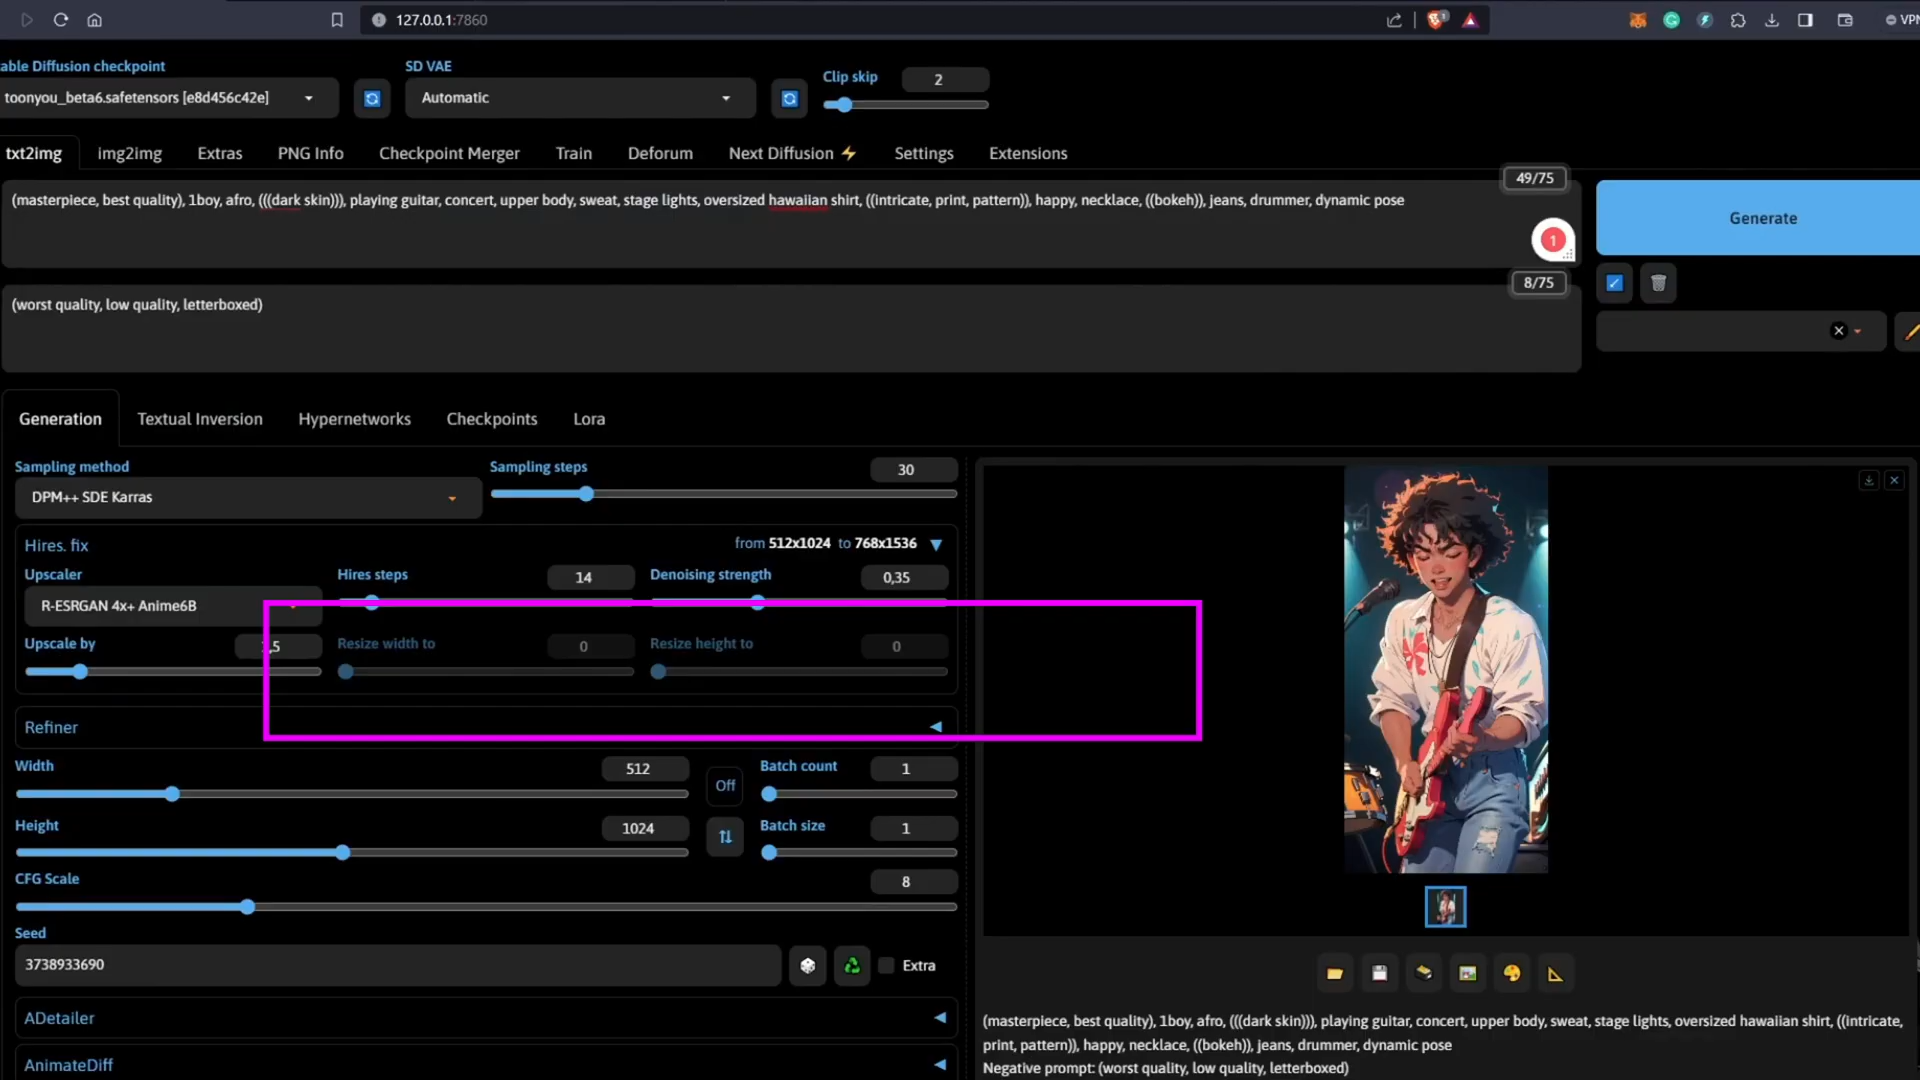 127.0.0.1:7860
VPN
able Diffusion checkpoint
SD VAE
Clip skip
2
toonyou_beta6.safetensors [e8d456c42e]
Automatic
txt2img
img2img
Extras
PNG Info
Checkpoint Merger
Train
Deforum
Next Diffusion ⚡
Settings
Extensions
49/75
(masterpiece, best quality), 1boy, afro, (((dark skin))), playing guitar, concert, upper body, sweat, stage lights, oversized hawaiian shirt, ((intricate, print, pattern)), happy, necklace, ((bokeh)), jeans, drummer, dynamic pose
Generate
1
8/75
(worst quality, low quality, letterboxed)
Generation
Textual Inversion
Hypernetworks
Checkpoints
Lora
Sampling method
Sampling steps
30
DPM++ SDE Karras
Hires. fix
from 512x1024 to 768x1536
Upscaler
Hires steps
14
Denoising strength
0,35
R-ESRGAN 4x+ Anime6B
Upscale by
,5
Resize width to
0
Resize height to
0
Refiner
Width
512
Off
Batch count
1
Height
1024
Batch size
1
CFG Scale
8
Seed
3738933690
Extra
ADetailer
AnimateDiff
(masterpiece, best quality), 1boy, afro, (((dark skin))), playing guitar, concert, upper body, sweat, stage lights, oversized hawaiian shirt, ((intricate,
print, pattern)), happy, necklace, ((bokeh)), jeans, drummer, dynamic pose
Negative prompt: (worst quality, low quality, letterboxed)